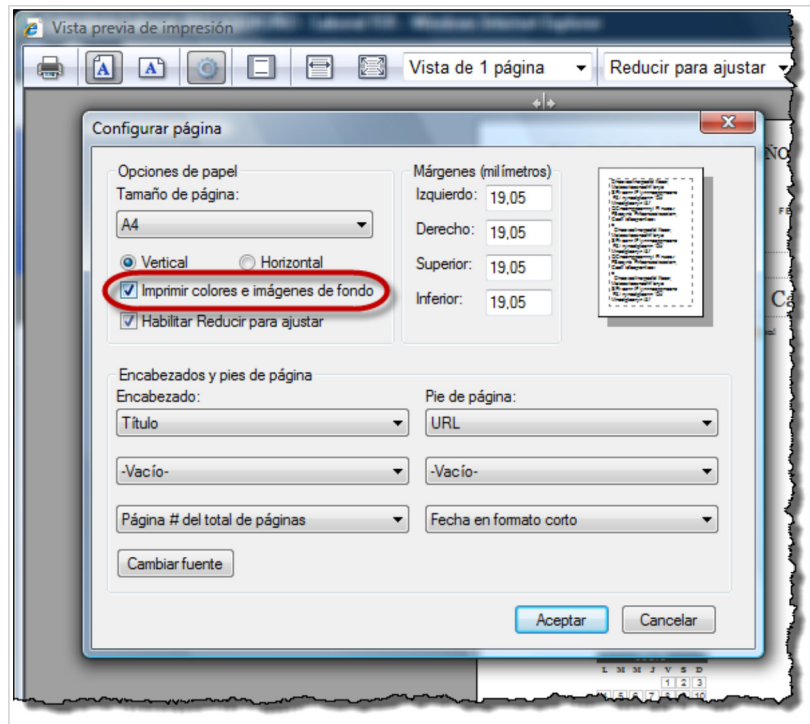 Vista previa de impresión
Vista de 1 página
Reducir para ajustar
Configurar página
Opciones de papel
Tamaño de página:
A4
Vertical
Horizontal
Imprimir colores e imágenes de fondo
Habilitar Reducir para ajustar
Márgenes (milímetros)
Izquierdo: 19,05
Derecho: 19,05
Superior: 19,05
Inferior: 19,05
Encabezados y pies de página
Encabezado:
Título
-Vacío-
Página # del total de páginas
Cambiar fuente
Pie de página:
URL
-Vacío-
Fecha en formato corto
Aceptar
Cancelar
L M M J V S D
1 2 3